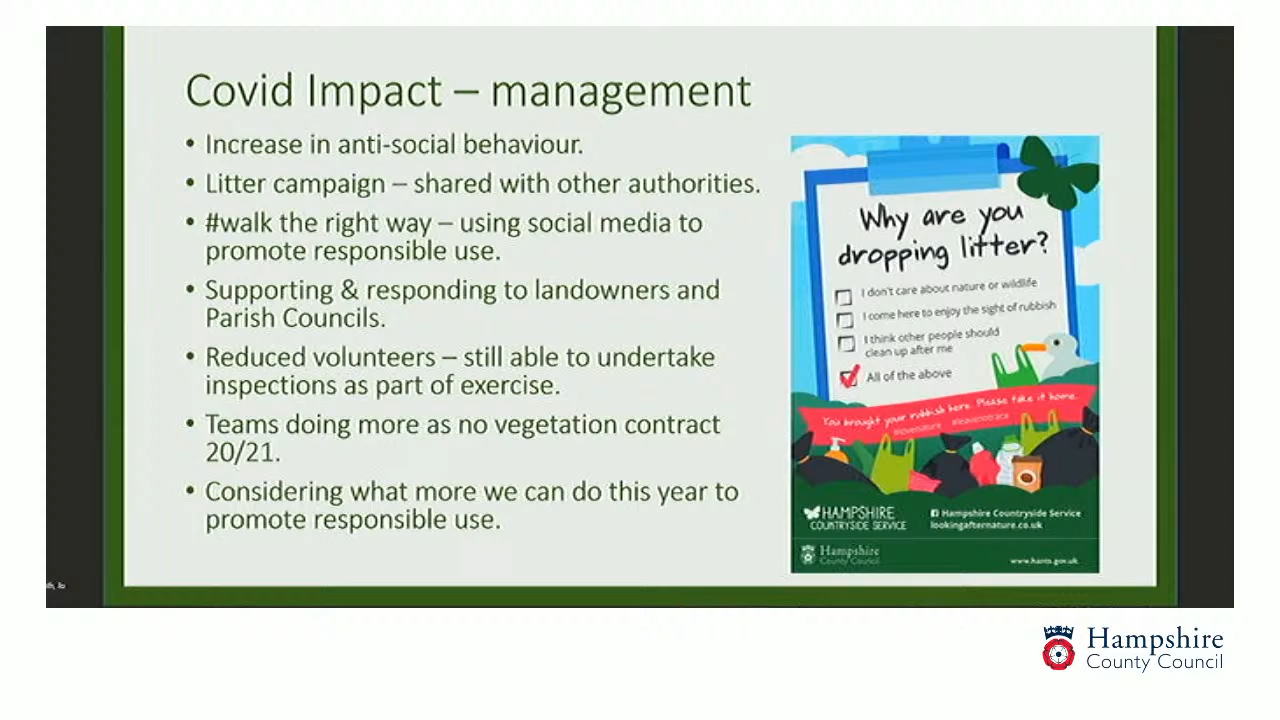 Covid Impact – management
• Increase in anti-social behaviour.
• Litter campaign – shared with other authorities.
• #walk the right way – using social media to
promote responsible use.
• Supporting & responding to landowners and
Parish Councils.
• Reduced volunteers – still able to undertake
inspections as part of exercise.
• Teams doing more as no vegetation contract
20/21.
• Considering what more we can do this year to
promote responsible use.
Why are you
dropping litter?
I don't care about nature or wildlife
I come here to enjoy the sight of rubbish
I think other people should
clean up after me
All of the above
You brought your rubbish here. Please take it home.
#lovenature #leavenotrace
HAMPSHIRE
COUNTRYSIDE SERVICE
Hampshire Countryside Service
lookingafternature.co.uk
Hampshire
County Council
www.hants.gov.uk
Hampshire
County Council